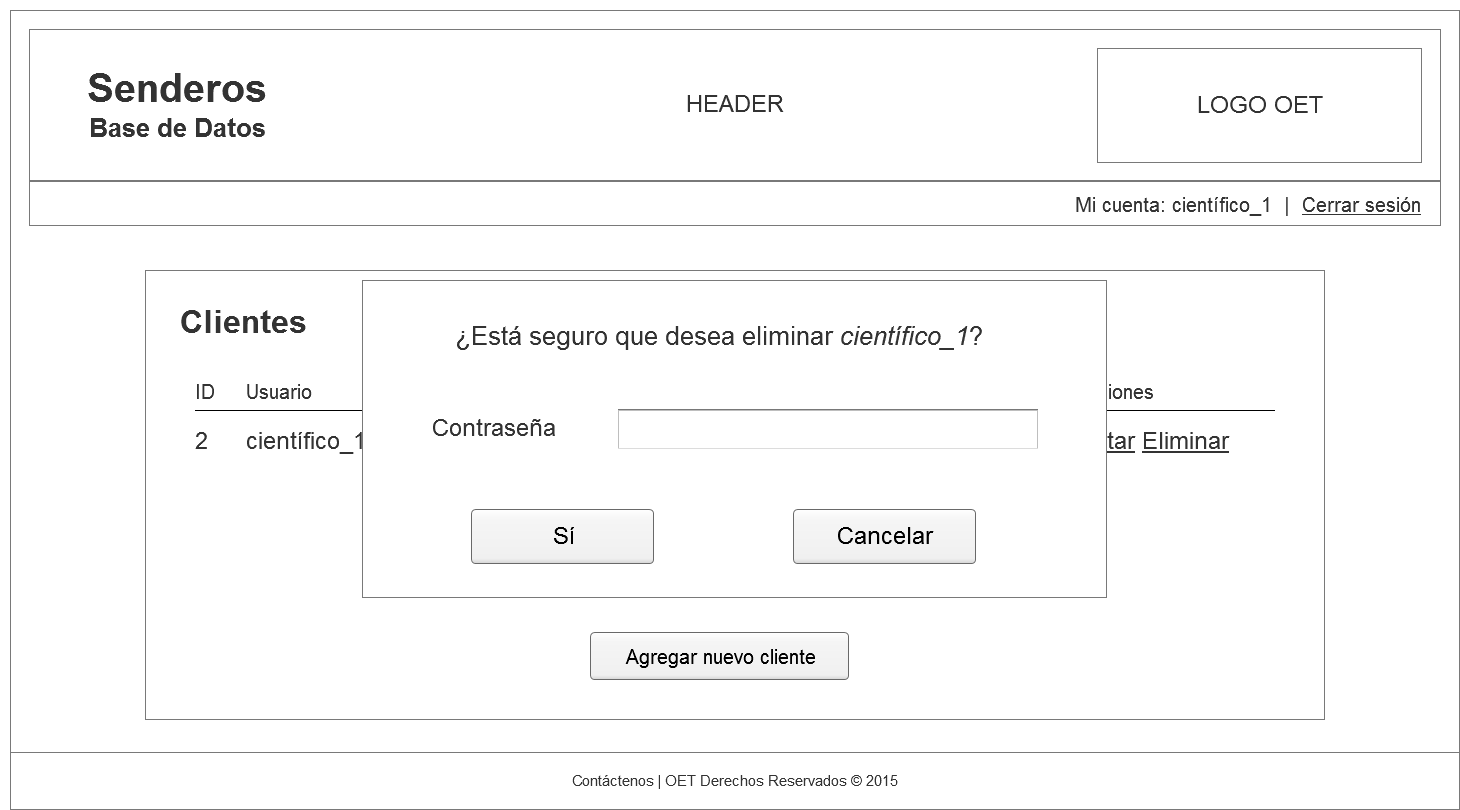 Senderos
Base de Datos
HEADER
LOGO OET
Mi cuenta: científico_1 | Cerrar sesión
Clientes
¿Está seguro que desea eliminar científico_1?
ID Usuario iones
Contraseña
2 científico_1 tar Eliminar
Sí Cancelar
Agregar nuevo cliente
Contáctenos | OET Derechos Reservados © 2015